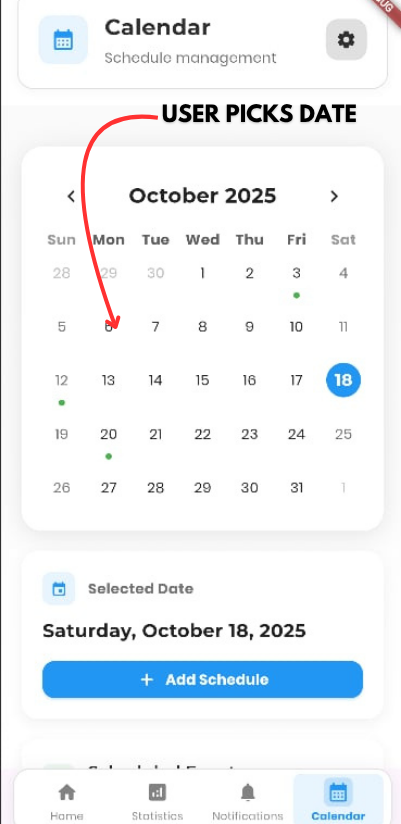 Calendar
Schedule management
USER PICKS DATE
October 2025
Sun Mon Tue Wed Thu Fri Sat
28 29 30 1 2 3 4
5 6 7 8 9 10 11
12 13 14 15 16 17 18
19 20 21 22 23 24 25
26 27 28 29 30 31 1
Selected Date
Saturday, October 18, 2025
+ Add Schedule
Home Statistics Notifications Calendar